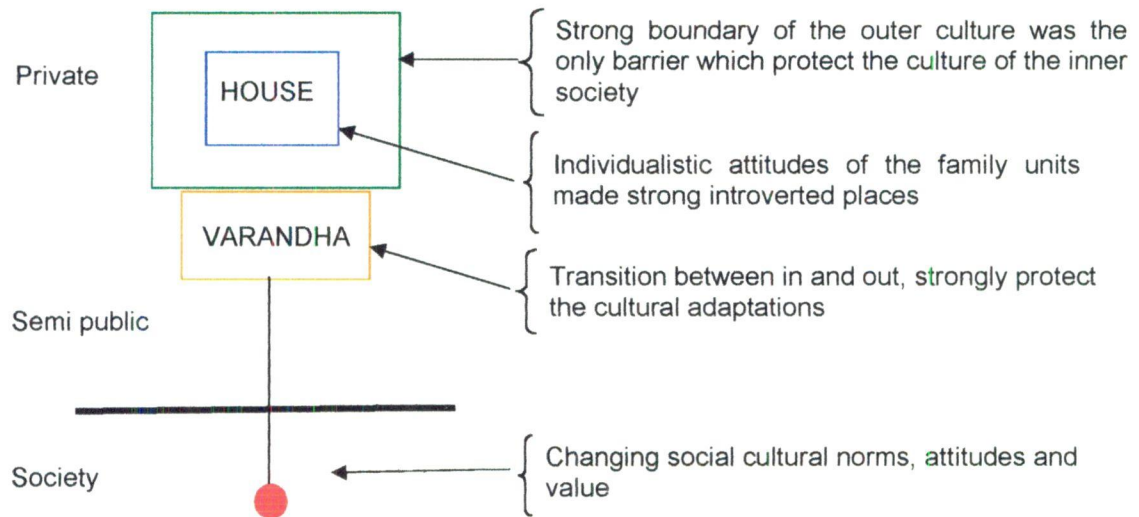 Private
HOUSE
Strong boundary of the outer culture was the
only barrier which protect the culture of the inner
society
Individualistic attitudes of the family units
made strong introverted places
VARANDHA
Transition between in and out, strongly protect
the cultural adaptations
Semi public
Society
Changing social cultural norms, attitudes and
value